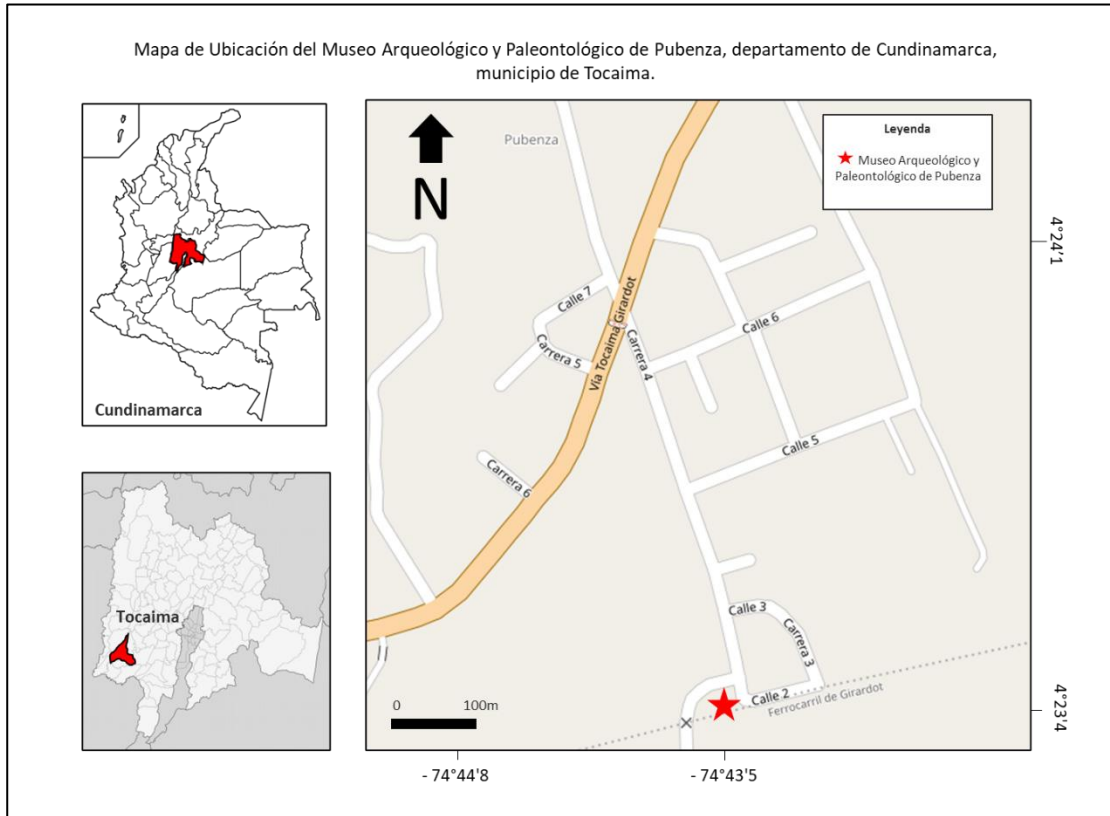 Mapa de Ubicación del Museo Arqueológico y Paleontológico de Pubenza, departamento de Cundinamarca,
municipio de Tocaima.
Cundinamarca
Tocaima
N
Pubenza
Leyenda
Museo Arqueológico y
Paleontológico de Pubenza
Calle 7
Carrera 5
Vía Tocaima Girardot
Carrera 4
Calle 6
Calle 5
Carrera 6
Calle 3
Carrera 3
Calle 2
Ferrocarril de Girardot
0 100m
4°24'1
4°23'4
- 74°44'8
- 74°43'5